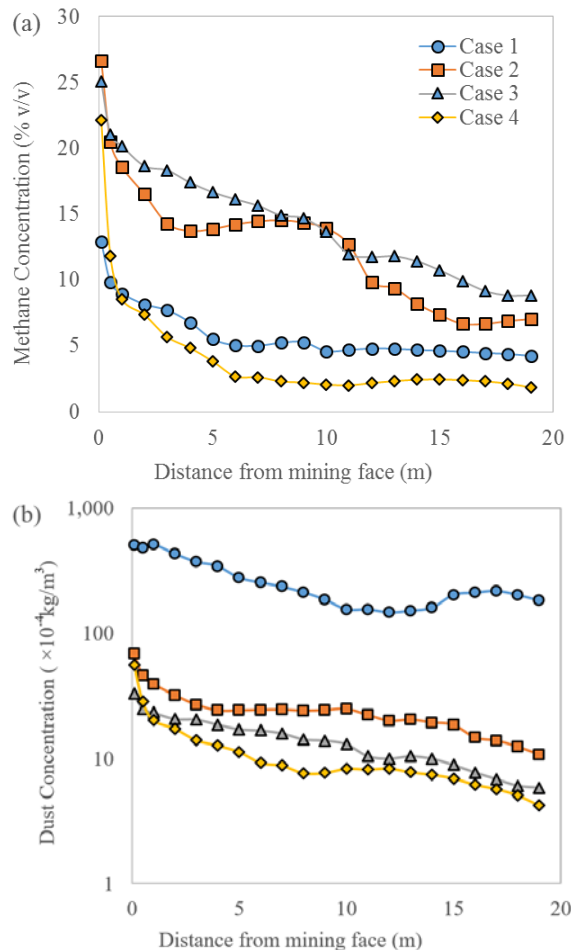 (a)
30
25
20
15
10
5
0
Methane Concentration (% v/v)
Case 1
Case 2
Case 3
Case 4
0 5 10 15 20
Distance from mining face (m)
(b)
1,000
100
10
1
Dust Concentration ( ×10⁻⁴kg/m³)
0 5 10 15 20
Distance from mining face (m)